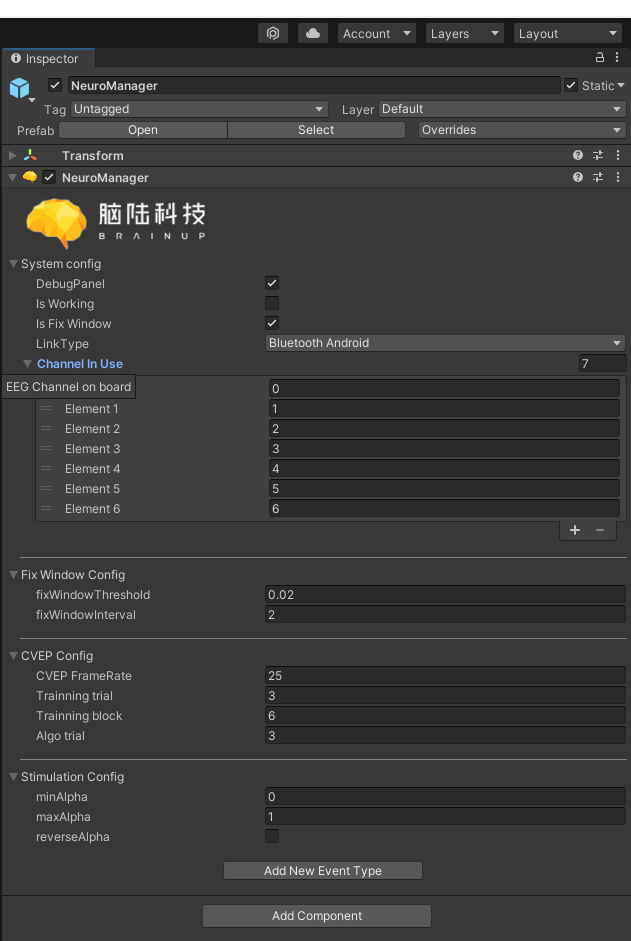 Account Layers Layout
Inspector
NeuroManager Static
Tag Untagged Layer Default
Prefab Open Select Overrides
Transform
NeuroManager
脑陆科技
BRAINUP
System config
DebugPanel
Is Working
Is Fix Window
LinkType Bluetooth Android
Channel In Use 7
EEG Channel on board 0
Element 1 1
Element 2 2
Element 3 3
Element 4 4
Element 5 5
Element 6 6
+ −
Fix Window Config
fixWindowThreshold 0.02
fixWindowInterval 2
CVEP Config
CVEP FrameRate 25
Trainning trial 3
Trainning block 6
Algo trial 3
Stimulation Config
minAlpha 0
maxAlpha 1
reverseAlpha
Add New Event Type
Add Component